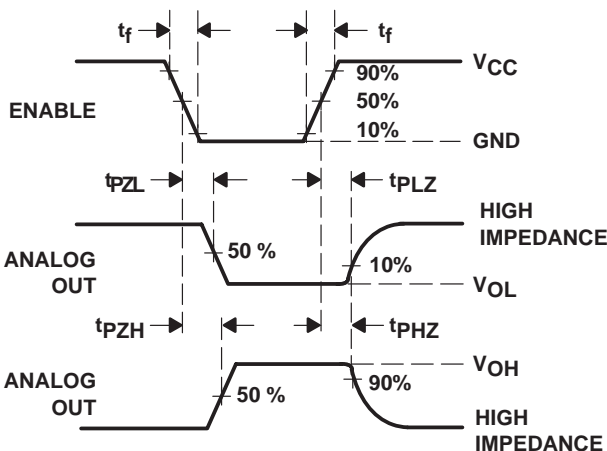 tf
tf
VCC
90%
ENABLE
50%
10%
GND
tPZL
tPLZ
HIGH
IMPEDANCE
ANALOG
OUT
50 %
10%
VOL
tPZH
tPHZ
VOH
ANALOG
OUT
50 %
90%
HIGH
IMPEDANCE